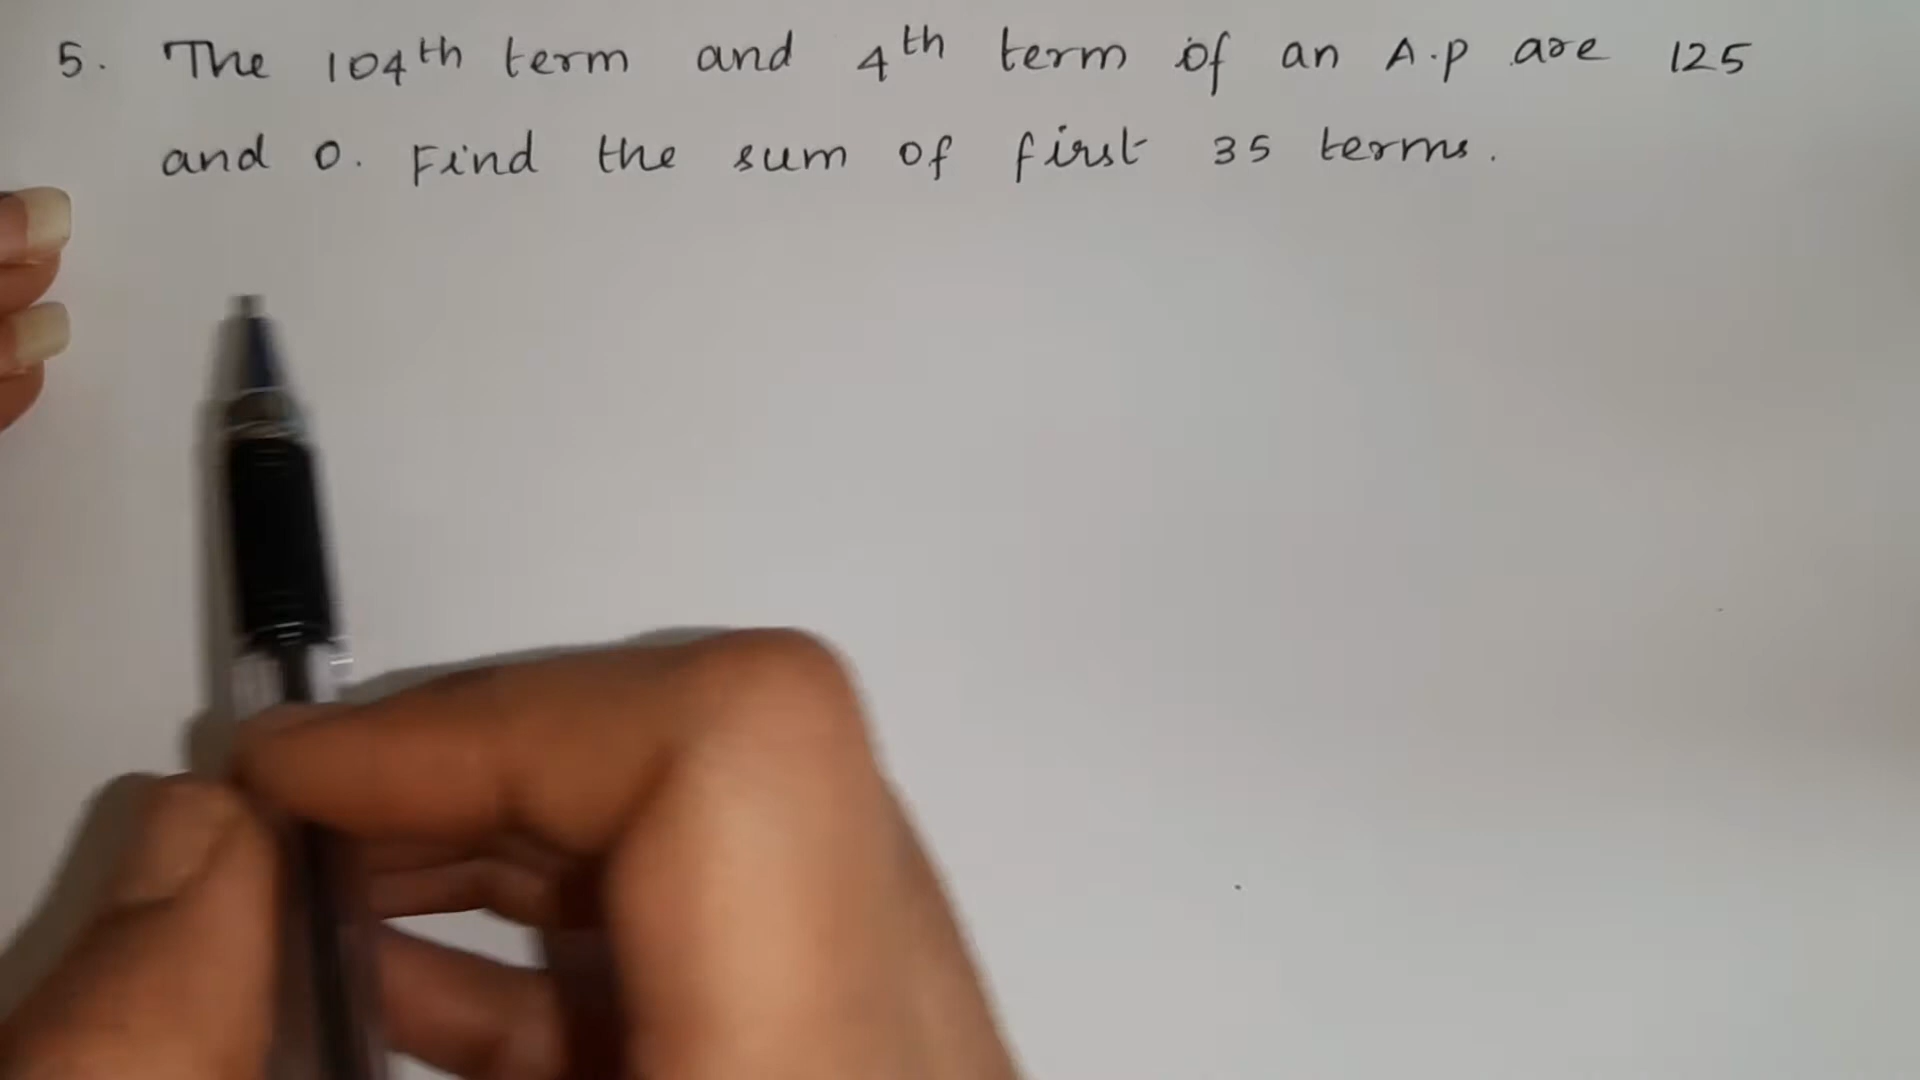 5. The 104th term and 4th term of an A.p are 125
and 0. Find the sum of first 35 terms.